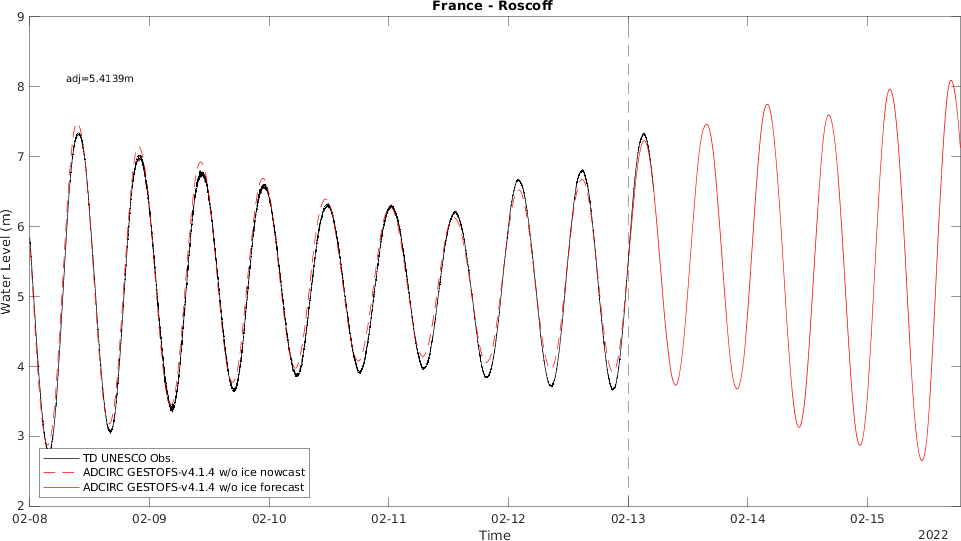 France - Roscoff
9
8
7
6
5
4
3
2
Water Level (m)
adj=5.4139m
TD UNESCO Obs.
ADCIRC GESTOFS-v4.1.4 w/o ice nowcast
ADCIRC GESTOFS-v4.1.4 w/o ice forecast
02-08 02-09 02-10 02-11 02-12 02-13 02-14 02-15
Time
2022